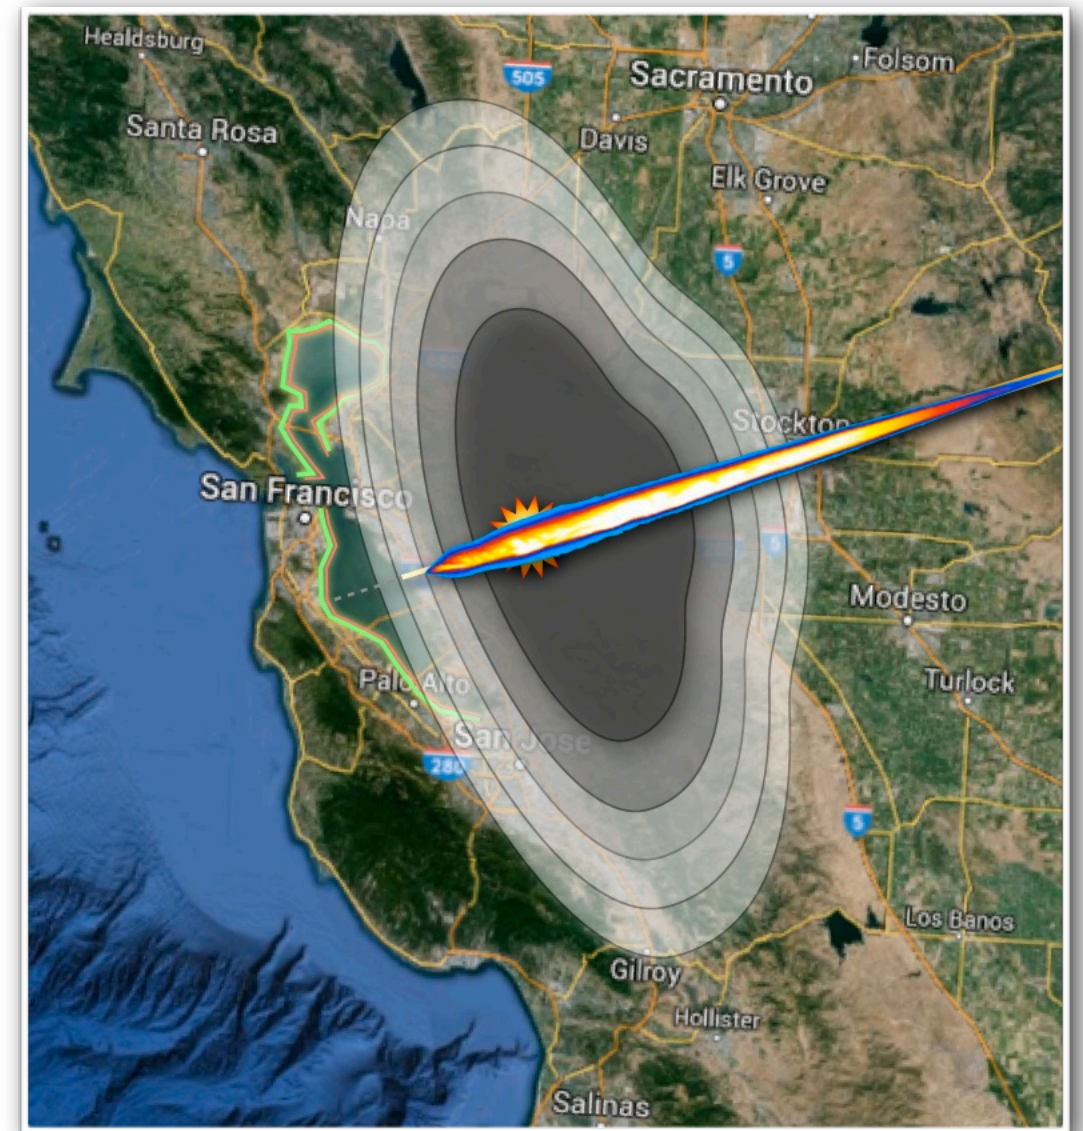 Healdsburg
Folsom
505
Sacramento
Santa Rosa
Davis
Elk Grove
Napa
5
Stockton
San Francisco
5
Modesto
Palo Alto
Turlock
San Jose
280
5
Los Banos
Gilroy
Hollister
Salinas